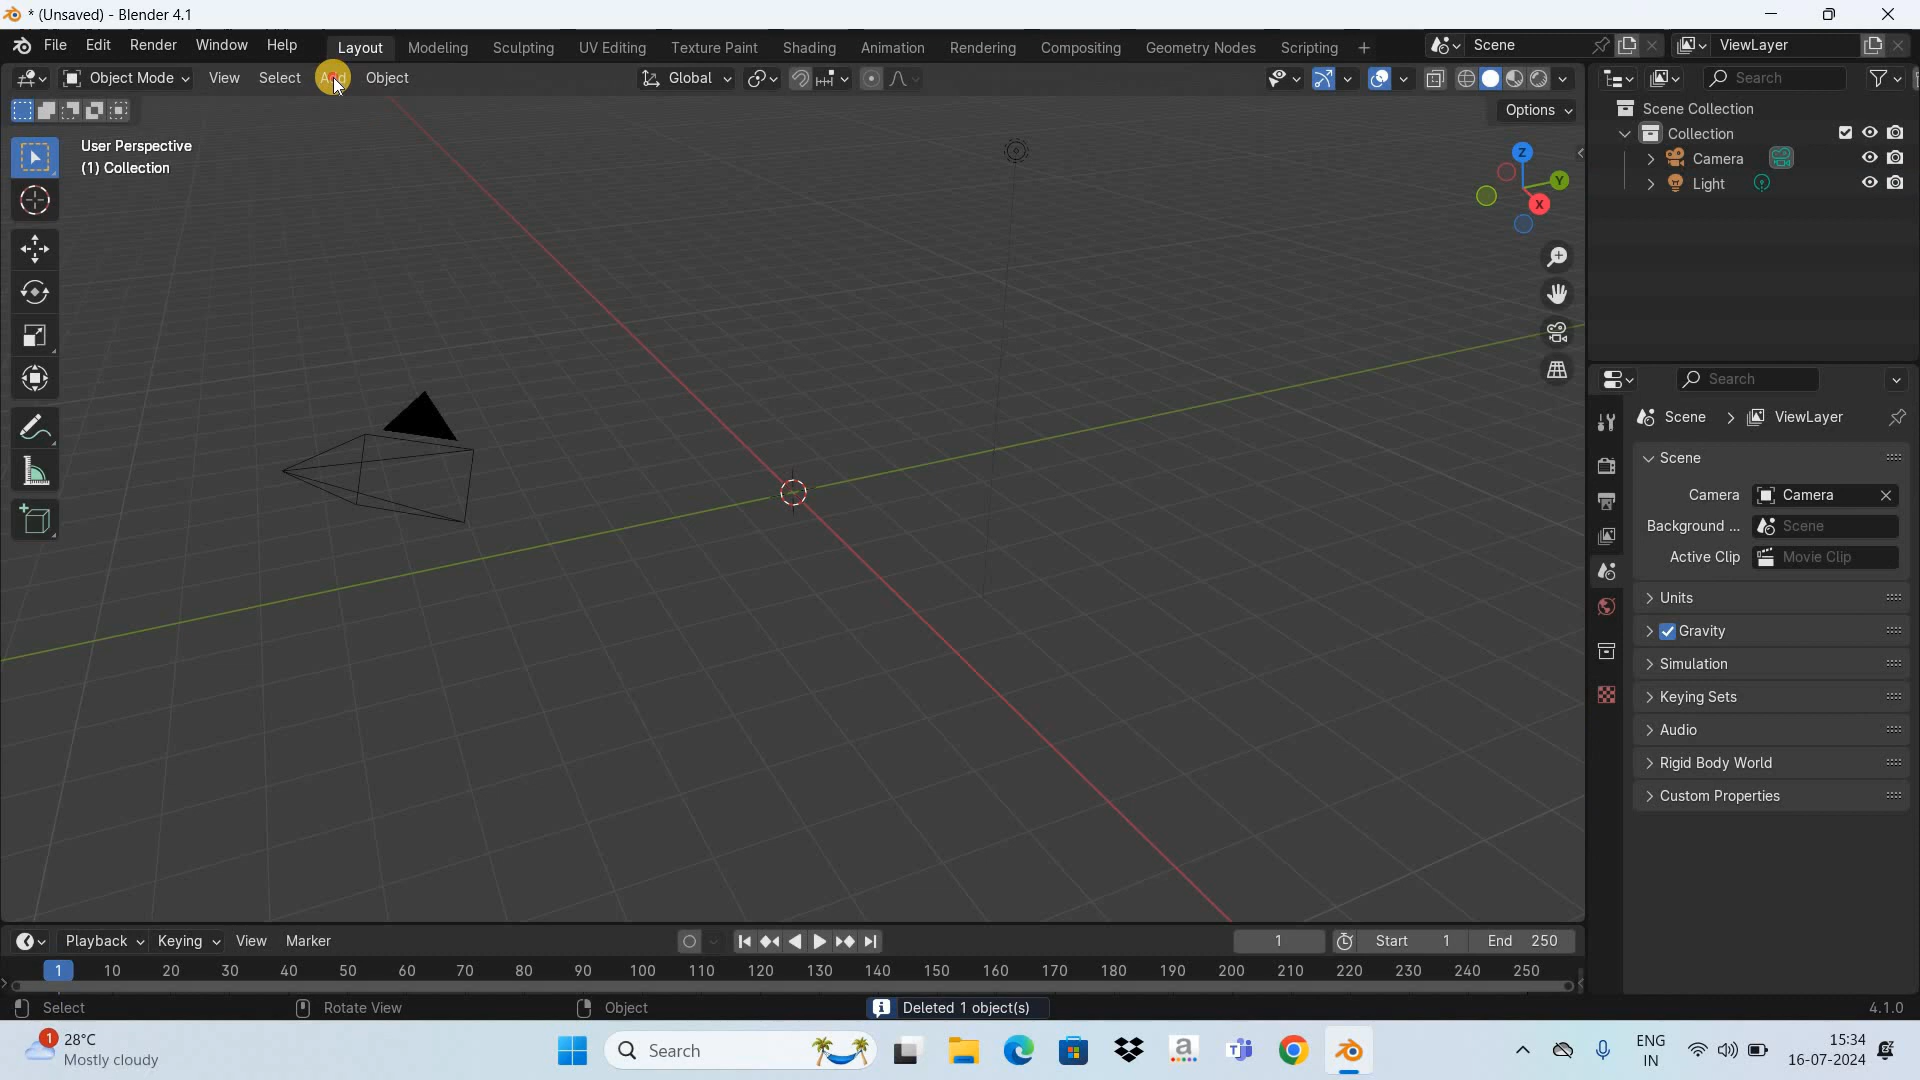 * (Unsaved) - Blender 4.1
File Edit Render Window Help Layout Modeling Sculpting UV Editing Texture Paint Shading Animation Rendering Compositing Geometry Nodes Scripting + Scene ViewLayer
Object Mode View Select Add Object Global Search
Options
User Perspective
(1) Collection
Z
Y
X
Scene Collection
Collection
Camera
Light
Search
Scene > ViewLayer
Scene
Camera Camera
Background ... Scene
Active Clip Movie Clip
Units
Gravity
Simulation
Keying Sets
Audio
Rigid Body World
Custom Properties
Playback Keying View Marker 1 Start 1 End 250
1 10 20 30 40 50 60 70 80 90 100 110 120 130 140 150 160 170 180 190 200 210 220 230 240 250
Select Rotate View Object Deleted 1 object(s) 4.1.0
1 28°C
Mostly cloudy
Search
a
ENG
IN
15:34
16-07-2024